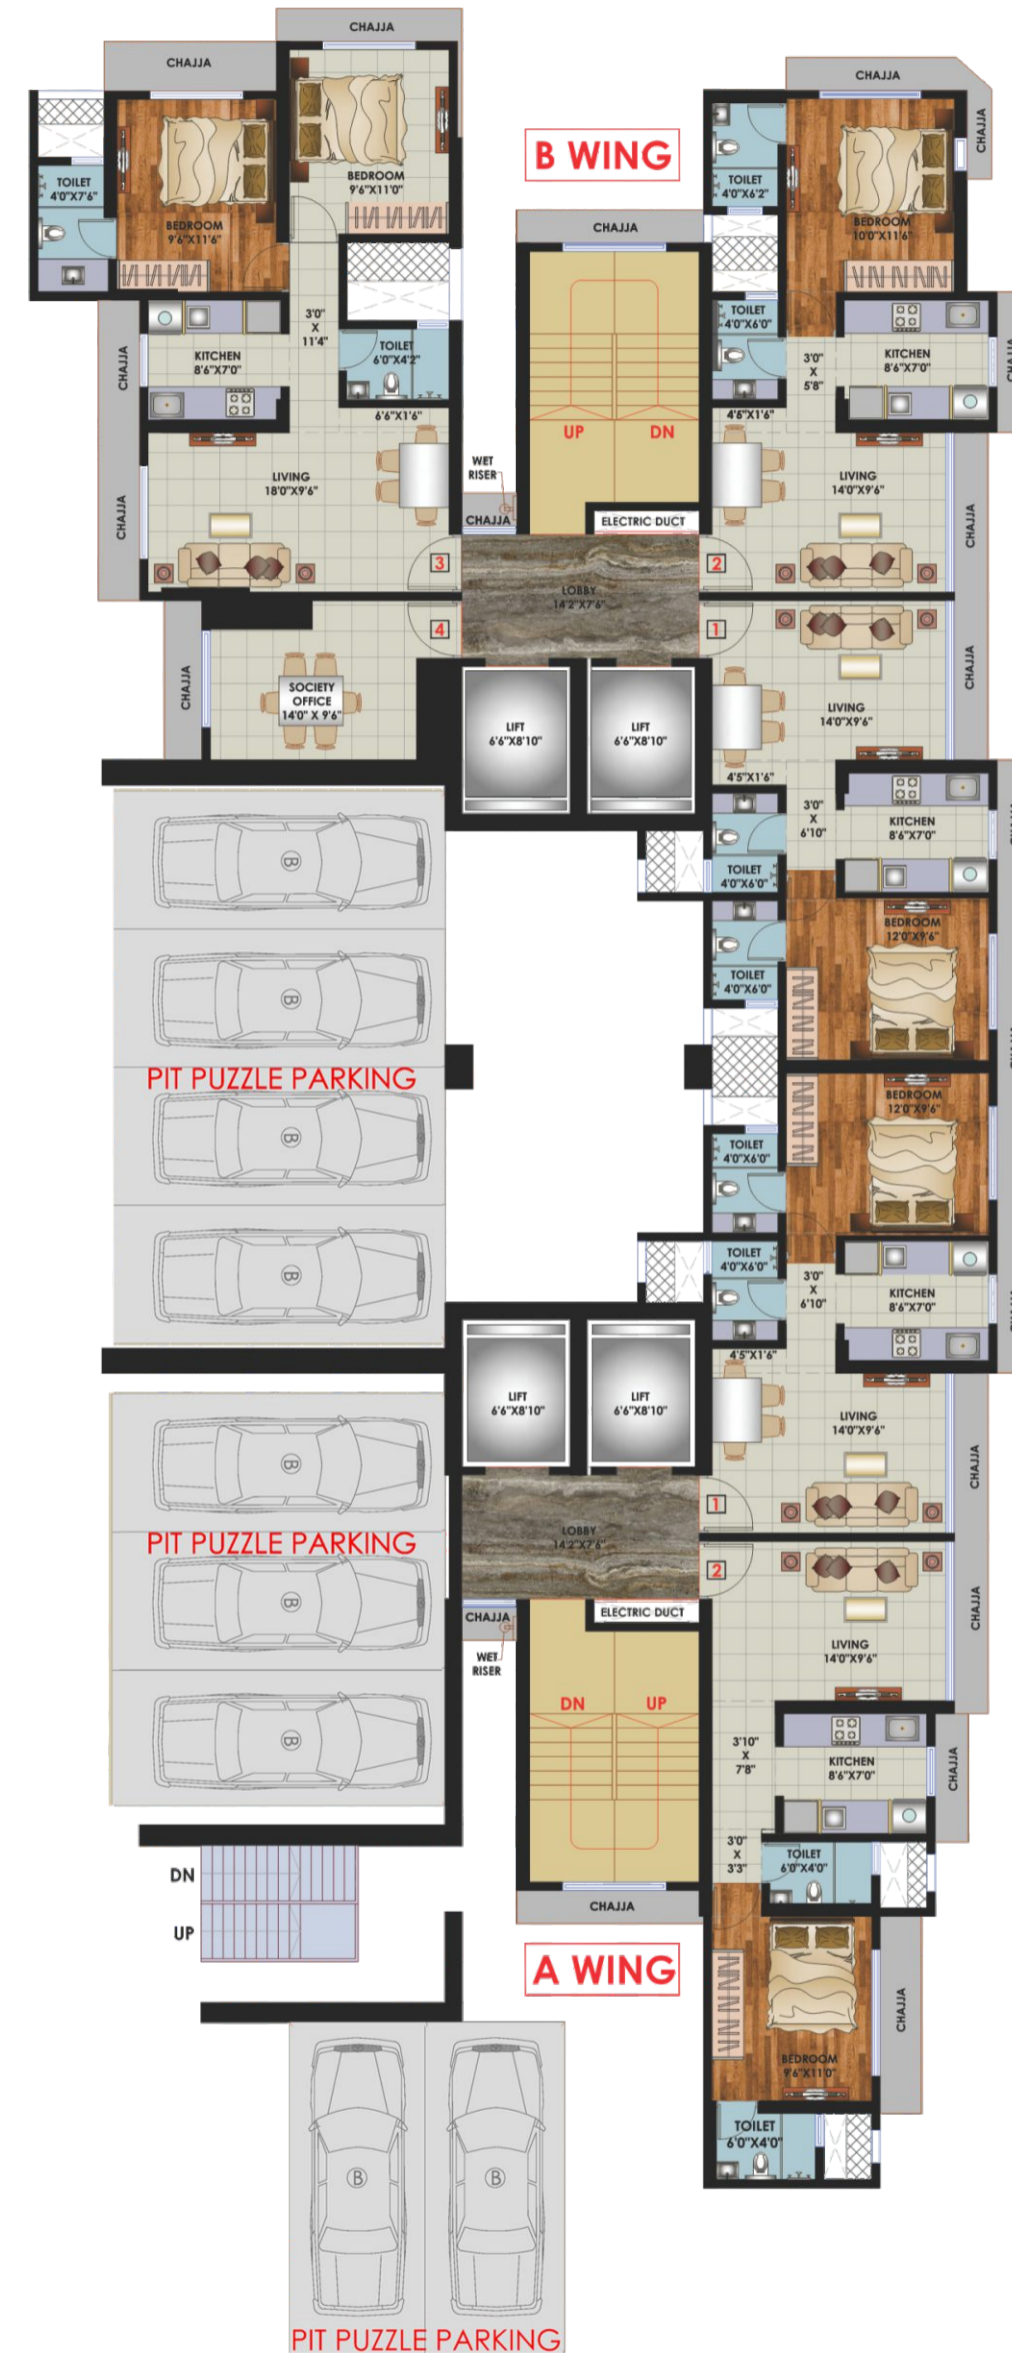 CHAJJA
CHAJJA
BEDROOM
9'6"X11'0"
TOILET
4'0"X7'6"
BEDROOM
9'6"X11'6"
B WING
CHAJJA
CHAJJA
CHAJJA
TOILET
4'0"X6'2"
BEDROOM
10'0"X11'6"
CHAJJA
KITCHEN
8'6"X7'0"
3'0"
X
11'4"
TOILET
6'0"X4'2"
6'6"X1'6"
UP
DN
TOILET
4'0"X6'0"
3'0"
X
5'8"
4'6"X1'6"
KITCHEN
8'6"X7'0"
CHAJJA
CHAJJA
LIVING
18'0"X9'6"
WET
RISER
CHAJJA
ELECTRIC DUCT
LIVING
14'0"X9'6"
CHAJJA
3
2
LOBBY
14'2"X7'6"
4
1
CHAJJA
SOCIETY
OFFICE
14'0" X 9'6"
LIFT
6'6"X8'10"
LIFT
6'6"X8'10"
LIVING
14'0"X9'6"
CHAJJA
4'5"X1'6"
3'0"
X
6'10"
KITCHEN
8'6"X7'0"
TOILET
4'0"X6'0"
BEDROOM
12'0"X9'6"
TOILET
4'0"X6'0"
B
B
PIT PUZZLE PARKING
B
B
BEDROOM
12'0"X9'6"
TOILET
4'0"X6'0"
TOILET
4'0"X6'0"
3'0"
X
6'10"
KITCHEN
8'6"X7'0"
4'5"X1'6"
LIFT
6'6"X8'10"
LIFT
6'6"X8'10"
LIVING
14'0"X9'6"
CHAJJA
B
PIT PUZZLE PARKING
B
B
1
LOBBY
14'2"X7'6"
2
CHAJJA
ELECTRIC DUCT
WET
RISER
CHAJJA
LIVING
14'0"X9'6"
DN
UP
3'10"
X
7'8"
KITCHEN
8'6"X7'0"
CHAJJA
3'0"
X
3'3"
TOILET
6'0"X4'0"
DN
UP
CHAJJA
A WING
CHAJJA
BEDROOM
9'6"X11'0"
TOILET
6'0"X4'0"
B
B
PIT PUZZLE PARKING